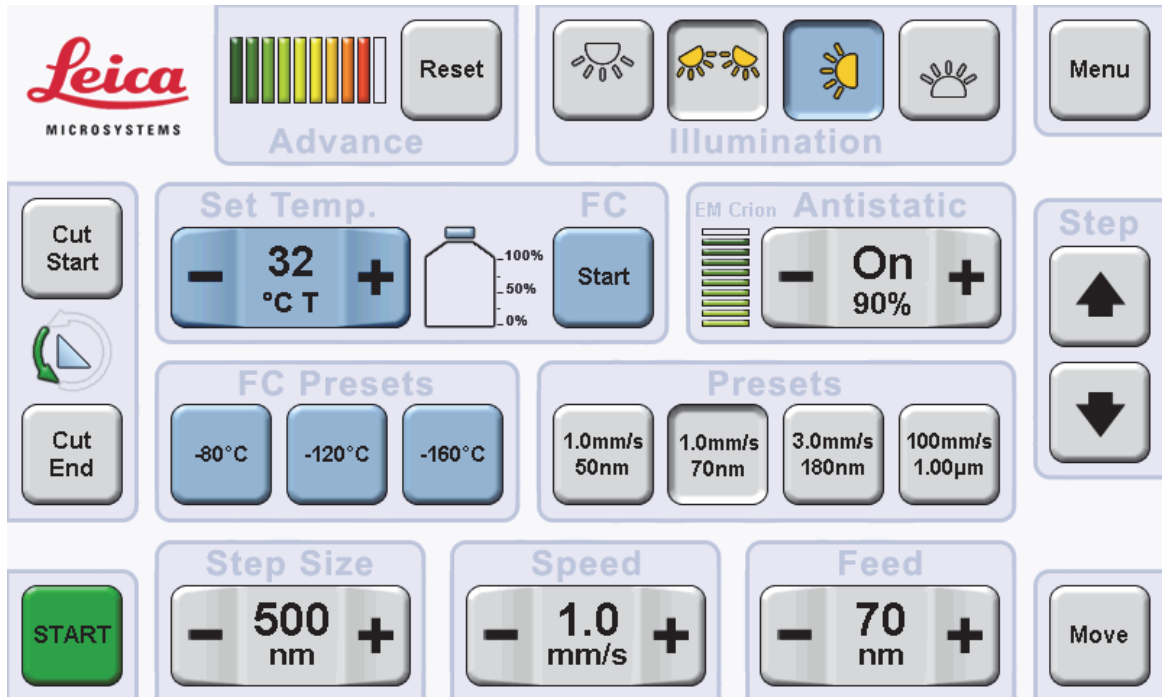 Leica
MICROSYSTEMS
Reset
Advance
Illumination
Menu
Cut
Start
Cut
End
Set Temp.
FC
- 32 +
°C T
100%
50%
0%
Start
EM Crion Antistatic
- On +
90%
Step
FC Presets
-80°C
-120°C
-160°C
Presets
1.0mm/s
50nm
1.0mm/s
70nm
3.0mm/s
180nm
100mm/s
1.00µm
START
Step Size
- 500 +
nm
Speed
- 1.0 +
mm/s
Feed
- 70 +
nm
Move